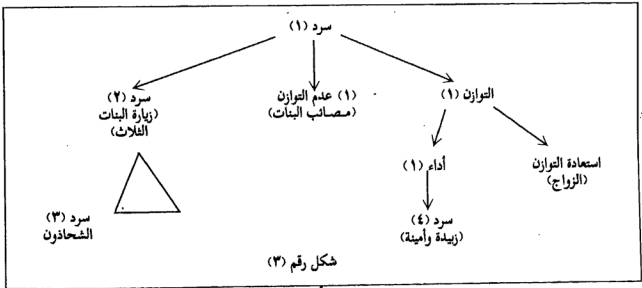 سرد (١)
التوازن (١)
(١) عدم التوازن
(مصائب البنات)
سرد (٢)
(زيارة البنات
الثلاث)
استعادة التوازن
(الزواج)
أداء (١)
سرد (٤)
(زبيدة وأمينة)
سرد (٣)
الشحاذون
شكل رقم (٣)